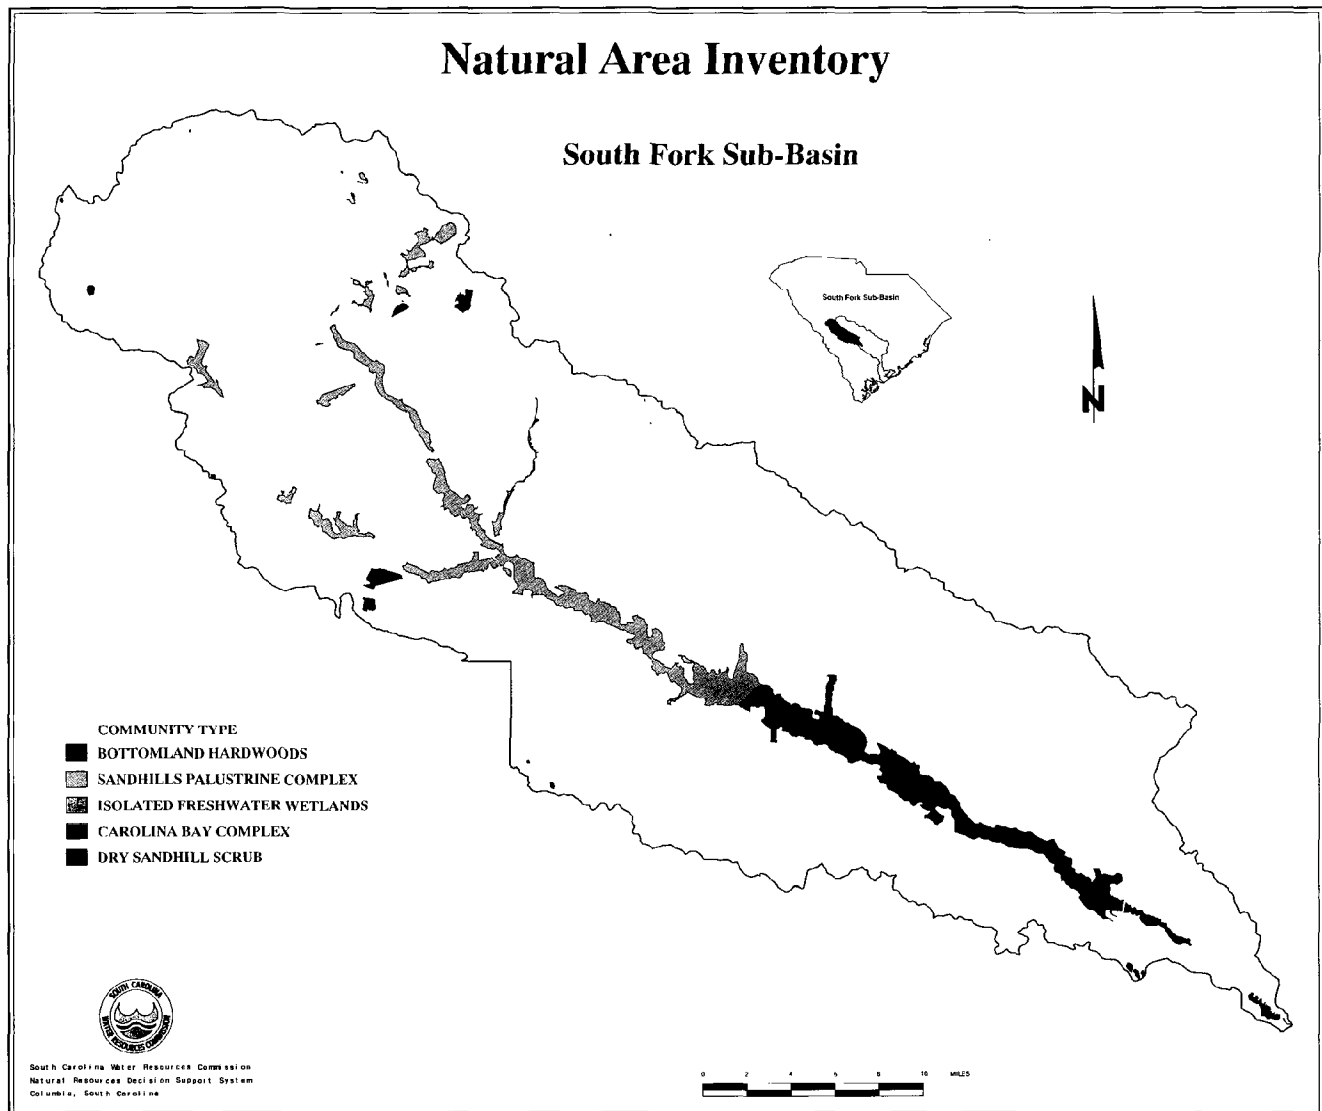 Natural Area Inventory
South Fork Sub-Basin
South Fork Sub-Basin
N
COMMUNITY TYPE
BOTTOMLAND HARDWOODS
SANDHILLS PALUSTRINE COMPLEX
ISOLATED FRESHWATER WETLANDS
CAROLINA BAY COMPLEX
DRY SANDHILL SCRUB
SOUTH CAROLINA
WATER RESOURCES COMMISSION
South Carolina Water Resources Commission
Natural Resources Decision Support System
Columbia, South Carolina
0 2 4 6 8 10 MILES